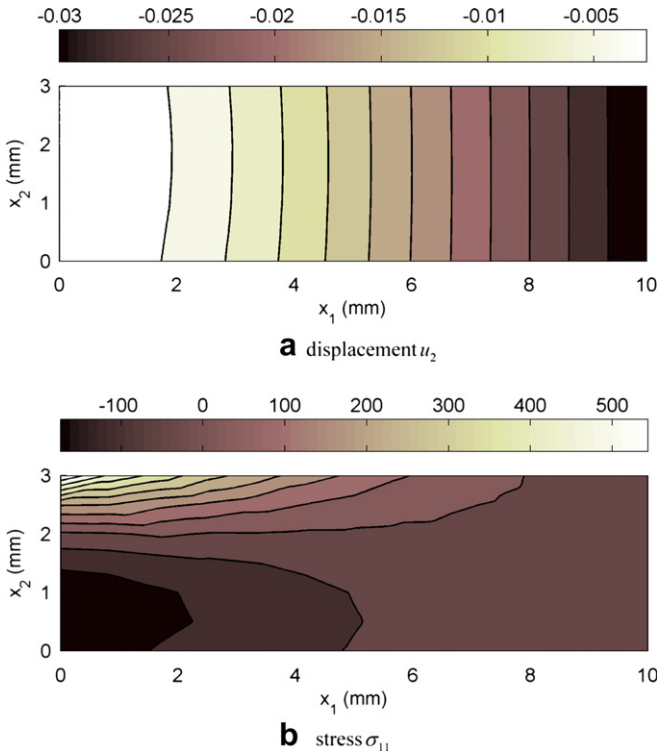 -0.03 -0.025 -0.02 -0.015 -0.01 -0.005
3
2
1
0
x₂ (mm)
0 2 4 6 8 10
x₁ (mm)
a displacement u₂
-100 0 100 200 300 400 500
3
2
1
0
x₂ (mm)
0 2 4 6 8 10
x₁ (mm)
b stress σ₁₁